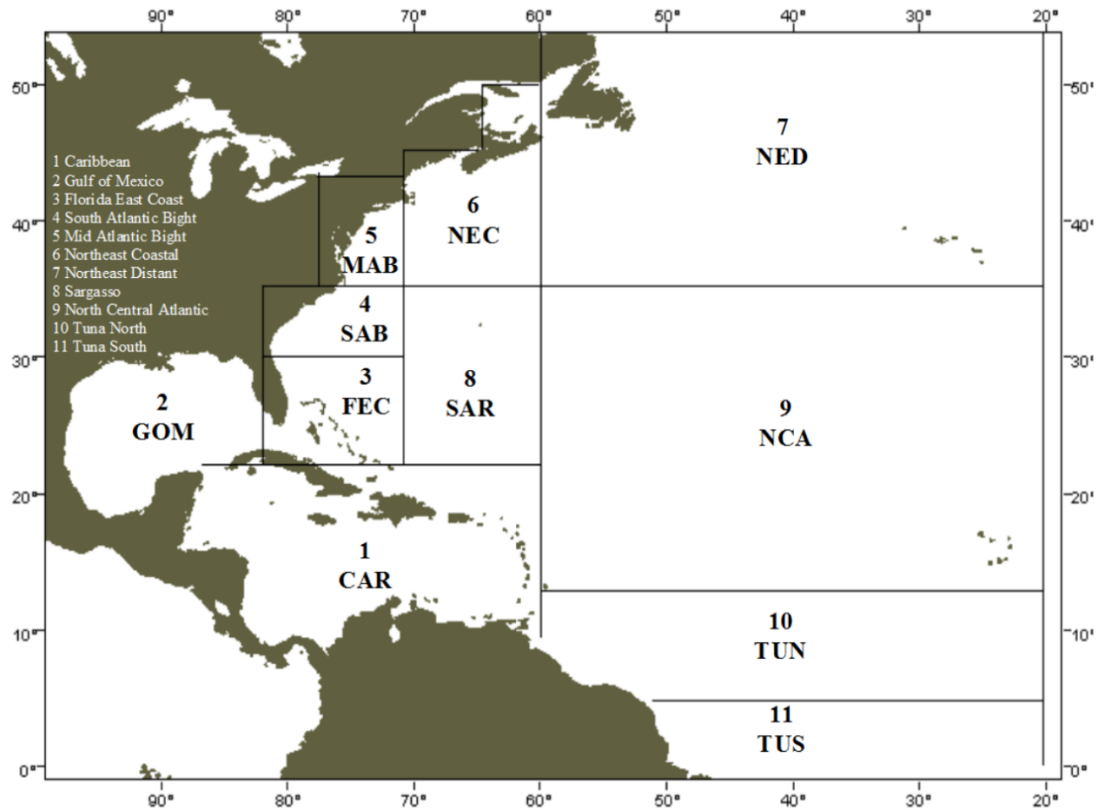 90° 80° 70° 60° 50° 40° 30° 20°
50° 50°
7
NED
1 Caribbean
2 Gulf of Mexico
3 Florida East Coast
4 South Atlantic Bight
5 Mid Atlantic Bight
6 Northeast Coastal
7 Northeast Distant
8 Sargasso
9 North Central Atlantic
10 Tuna North
11 Tuna South
6
NEC
40° 40°
5
MAB
4
SAB
30° 30°
3
FEC
8
SAR
2
GOM
9
NCA
20° 20°
1
CAR
10
TUN
10° 10°
11
TUS
0° 0°
90° 80° 70° 60° 50° 40° 30° 20°